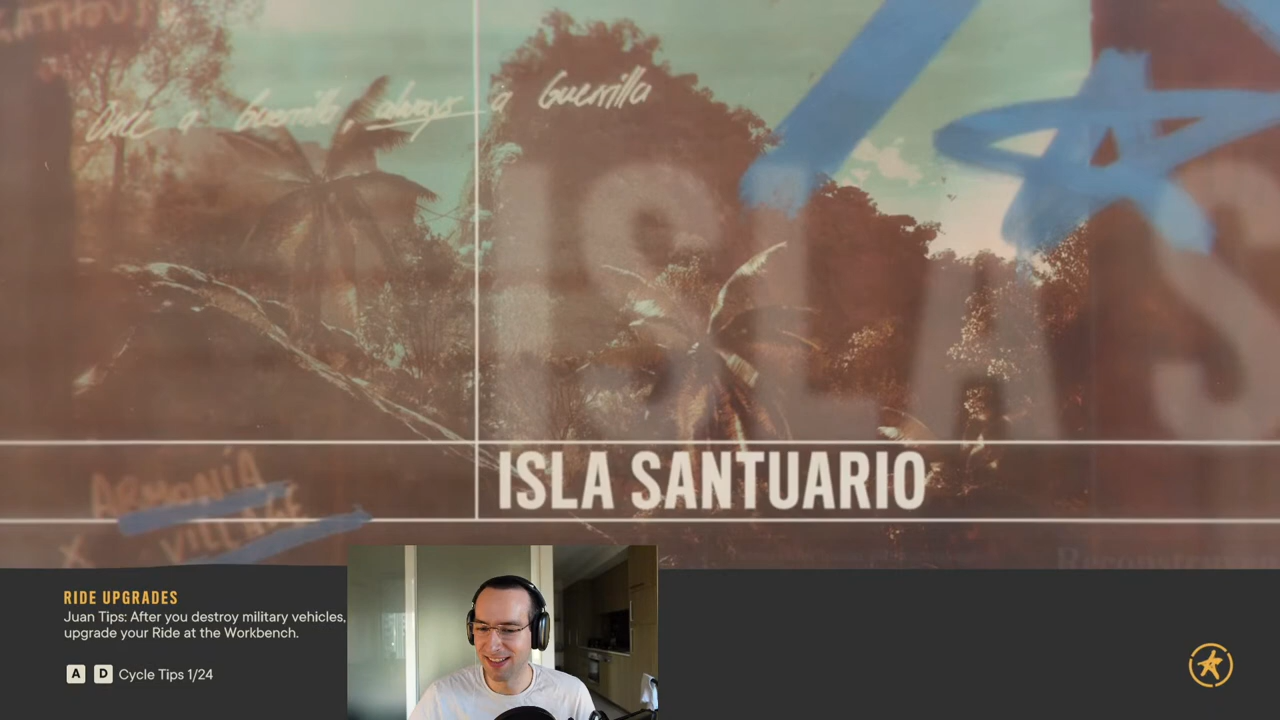 Once a Guerrilla, always a Guerrilla
ISLAS
ARMONÍA
VILLAGE
X
ISLA SANTUARIO
RIDE UPGRADES
Juan Tips: After you destroy military vehicles,
upgrade your Ride at the Workbench.
A D Cycle Tips 1/24